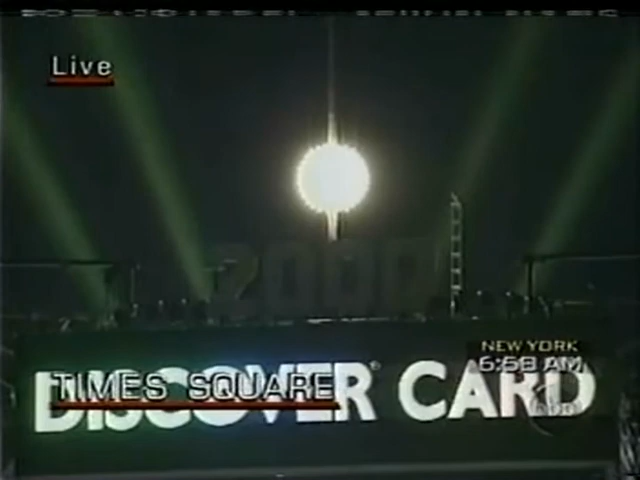 Live
2000
NEW YORK
6:58 AM
TIMES SQUARE
DISCOVER® CARD